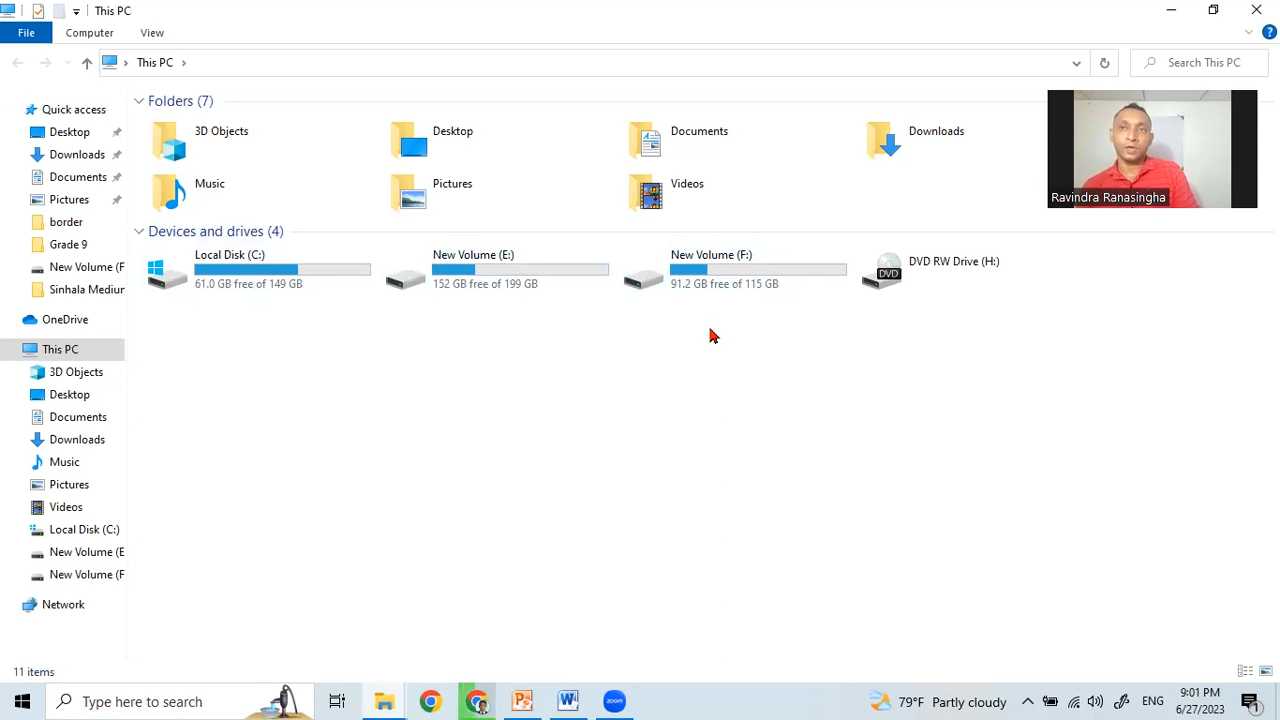 This PC
File
Computer
View
This PC
Search This PC
Quick access
Desktop
Downloads
Documents
Pictures
border
Grade 9
New Volume (F
Sinhala Medium
OneDrive
This PC
3D Objects
Desktop
Documents
Downloads
Music
Pictures
Videos
Local Disk (C:)
New Volume (E
New Volume (F
Network
Folders (7)
3D Objects
Desktop
Documents
Downloads
Music
Pictures
Videos
Devices and drives (4)
Local Disk (C:)
61.0 GB free of 149 GB
New Volume (E:)
152 GB free of 199 GB
New Volume (F:)
91.2 GB free of 115 GB
DVD
DVD RW Drive (H:)
Ravindra Ranasingha
11 items
Type here to search
zoom
79°F Partly cloudy
9:01 PM
6/27/2023
1